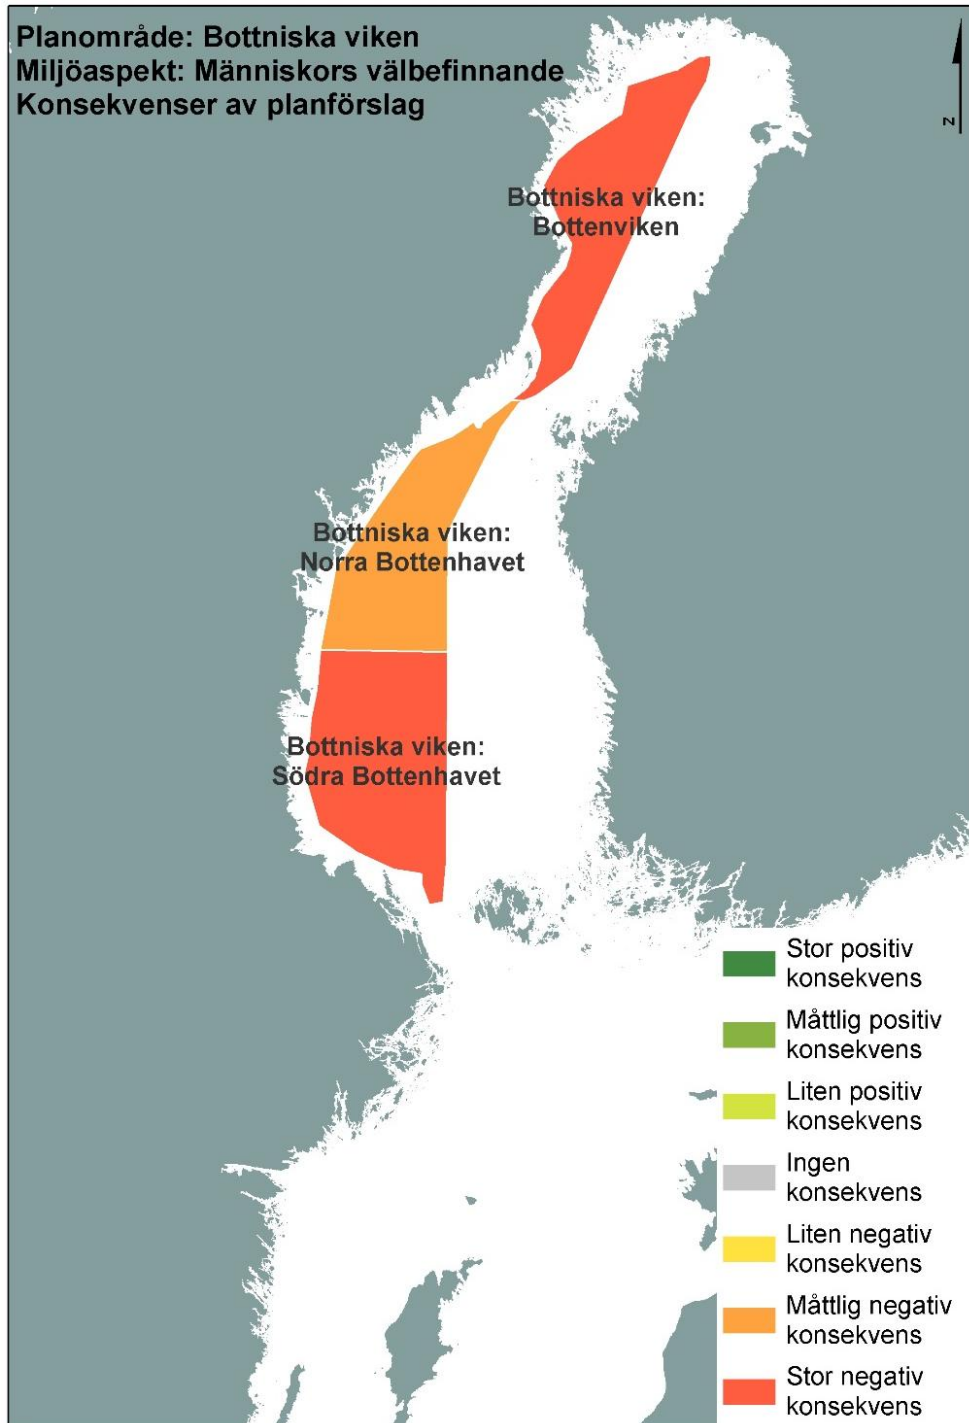 Planområde: Bottniska viken
Miljöaspekt: Människors välbefinnande
Konsekvenser av planförslag
N
Bottniska viken:
Bottenviken
Bottniska viken:
Norra Bottenhavet
Bottniska viken:
Södra Bottenhavet
Stor positiv
konsekvens
Måttlig positiv
konsekvens
Liten positiv
konsekvens
Ingen
konsekvens
Liten negativ
konsekvens
Måttlig negativ
konsekvens
Stor negativ
konsekvens